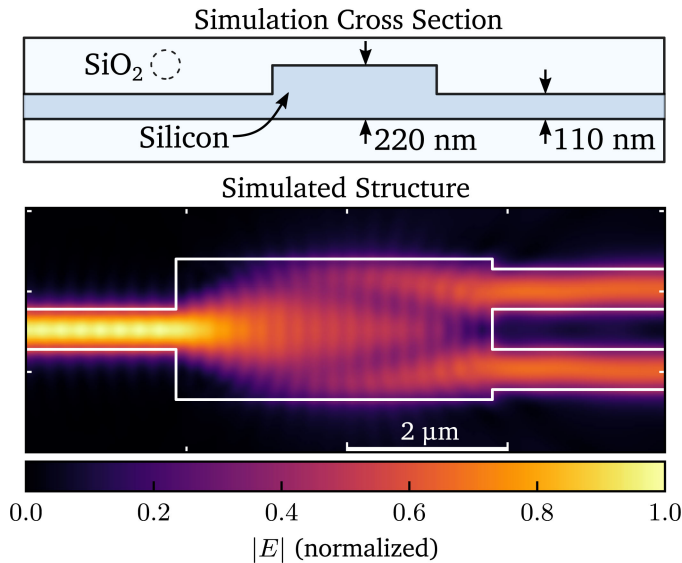 Simulation Cross Section
SiO₂
Silicon
220 nm
110 nm
Simulated Structure
2 μm
0.0 0.2 0.4 0.6 0.8 1.0
|E| (normalized)